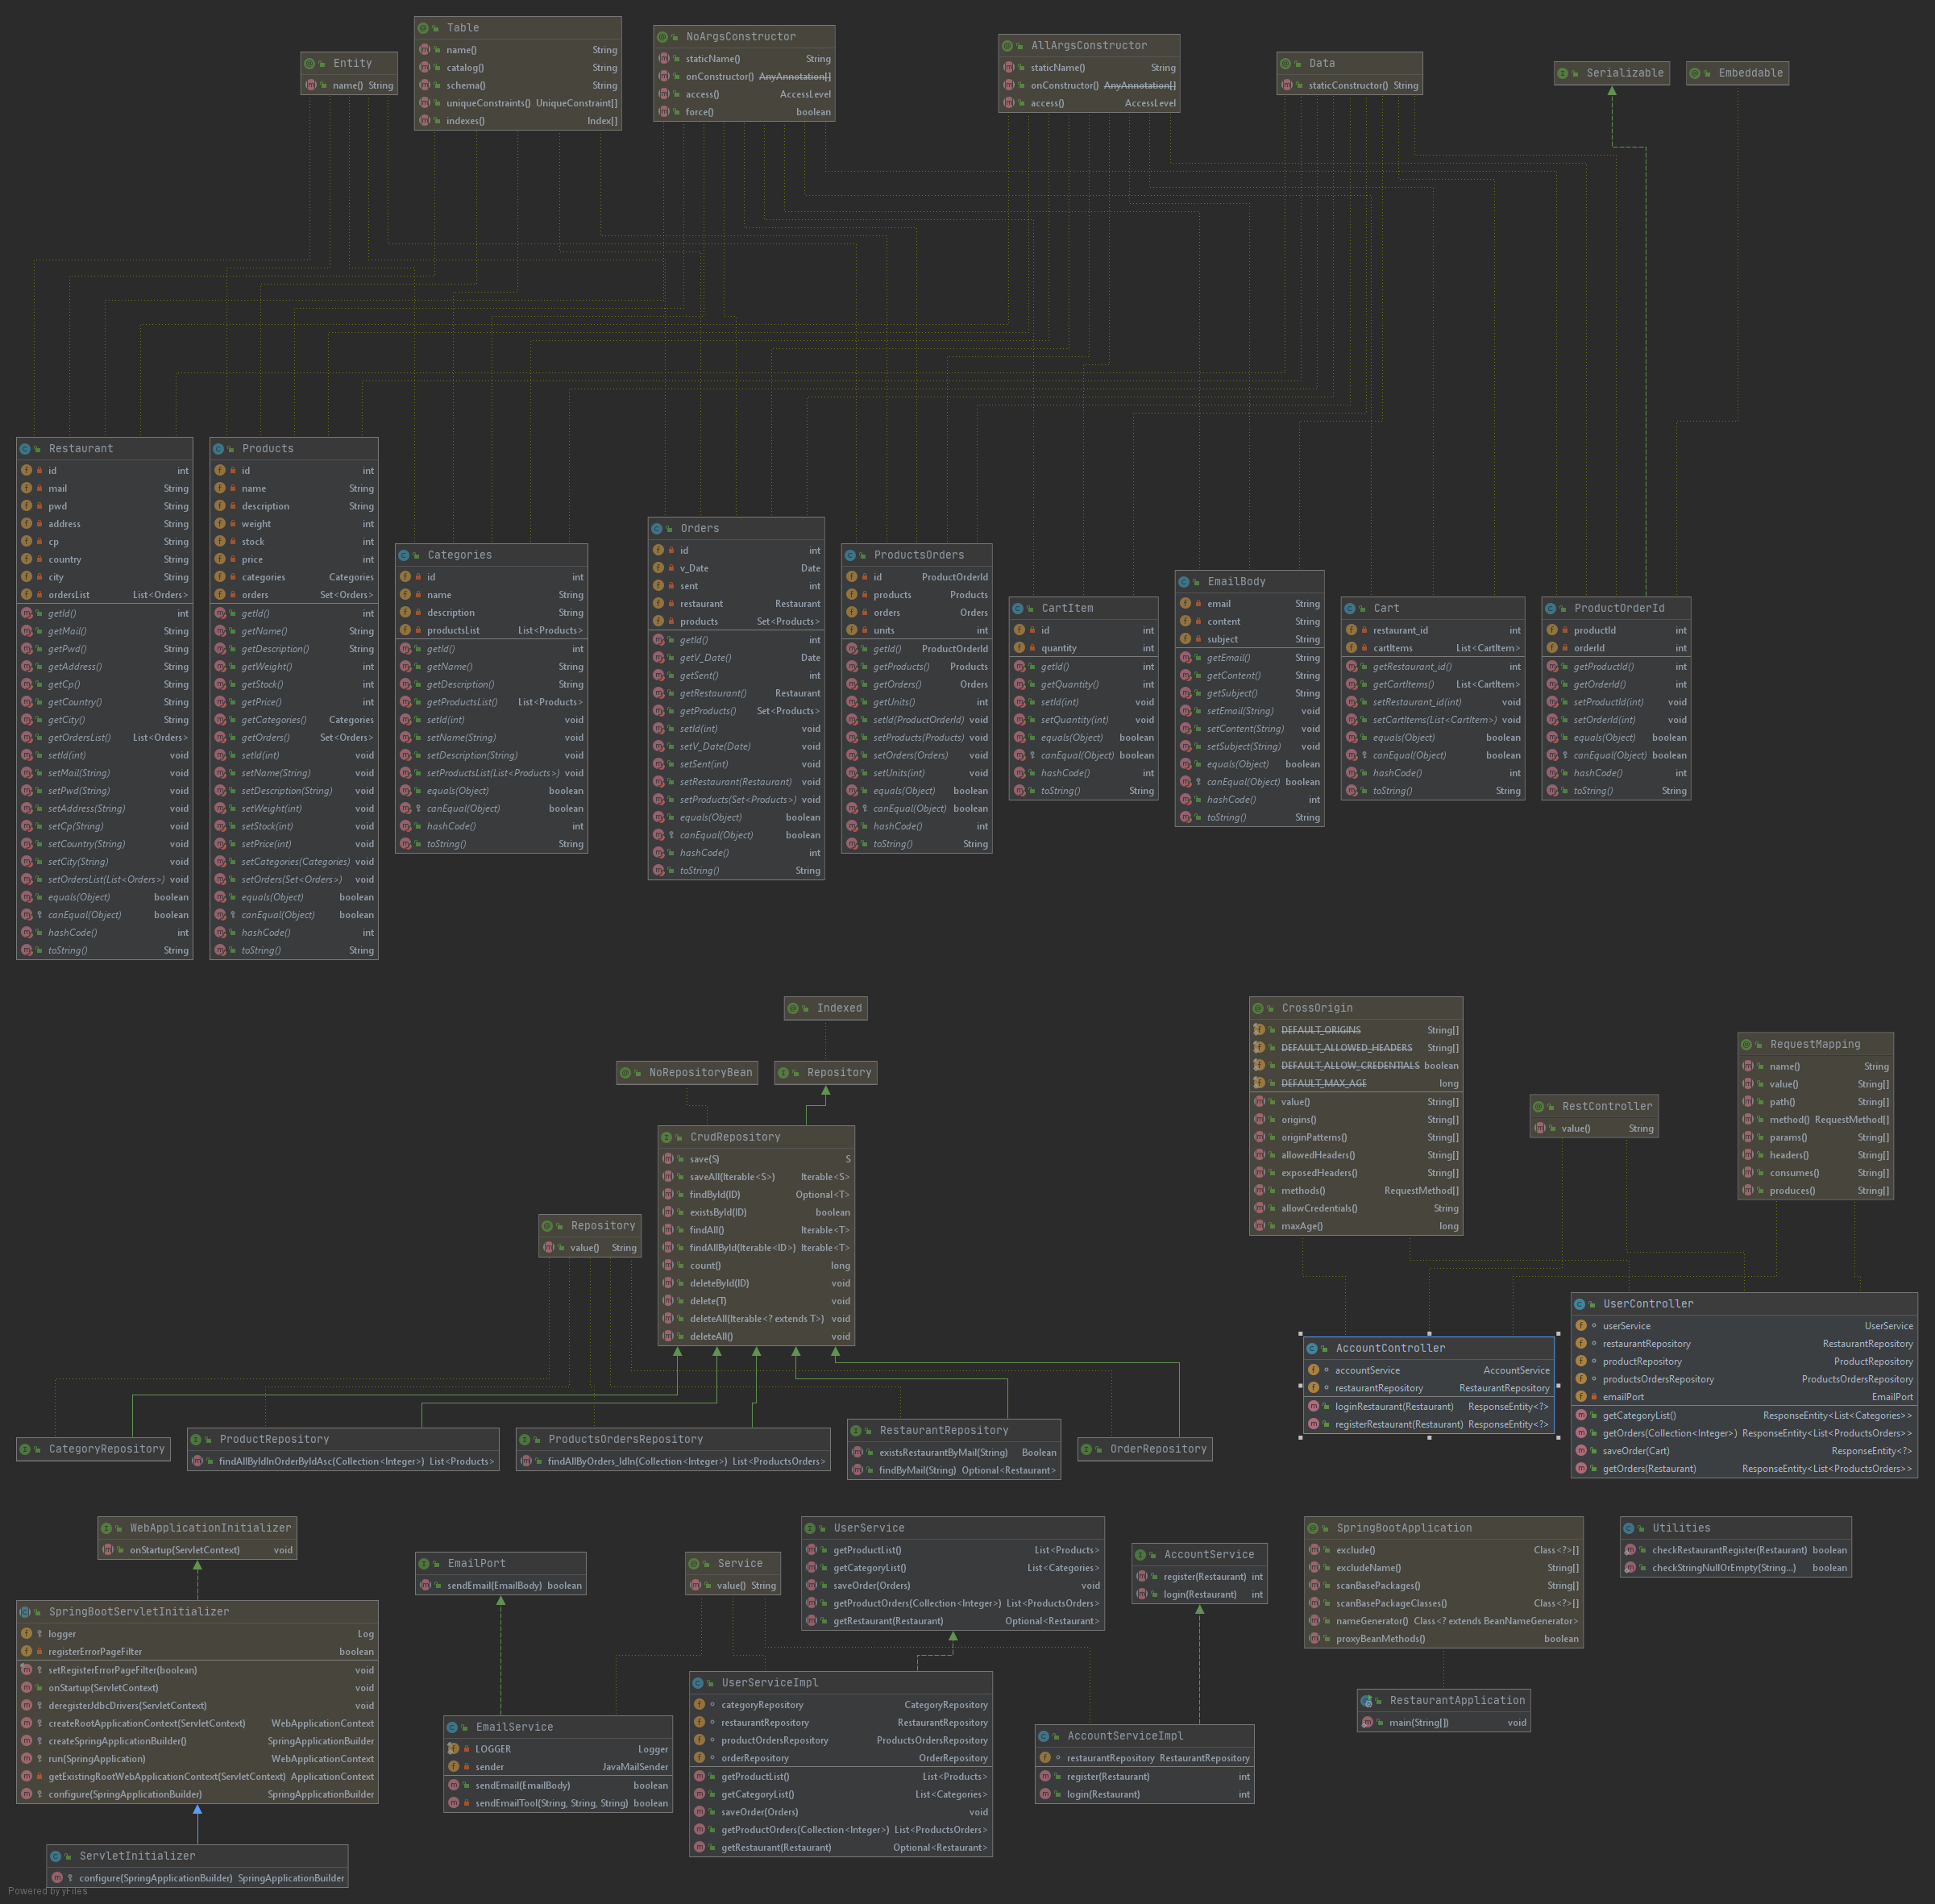 Entity
name() String
Table
name() String
catalog() String
schema() String
uniqueConstraints() UniqueConstraint[]
indexes() Index[]
NoArgsConstructor
staticName() String
onConstructor() AnyAnnotation[]
access() AccessLevel
force() boolean
AllArgsConstructor
staticName() String
onConstructor() AnyAnnotation[]
access() AccessLevel
Data
staticConstructor() String
Serializable
Embeddable
Restaurant
id int
mail String
pwd String
address String
cp String
country String
city String
ordersList List<Orders>
getId() int
getMail() String
getPwd() String
getAddress() String
getCp() String
getCountry() String
getCity() String
getOrdersList() List<Orders>
setId(int) void
setMail(String) void
setPwd(String) void
setAddress(String) void
setCp(String) void
setCountry(String) void
setCity(String) void
setOrdersList(List<Orders>) void
equals(Object) boolean
canEqual(Object) boolean
hashCode() int
toString() String
Products
id int
name String
description String
weight int
stock int
price int
categories Categories
orders Set<Orders>
getId() int
getName() String
getDescription() String
getWeight() int
getStock() int
getPrice() int
getCategories() Categories
getOrders() Set<Orders>
setId(int) void
setName(String) void
setDescription(String) void
setWeight(int) void
setStock(int) void
setPrice(int) void
setCategories(Categories) void
setOrders(Set<Orders>) void
equals(Object) boolean
canEqual(Object) boolean
hashCode() int
toString() String
Categories
id int
name String
description String
productsList List<Products>
getId() int
getName() String
getDescription() String
getProductsList() List<Products>
setId(int) void
setName(String) void
setDescription(String) void
setProductsList(List<Products>) void
equals(Object) boolean
canEqual(Object) boolean
hashCode() int
toString() String
Orders
id int
v_Date Date
sent int
restaurant Restaurant
products Set<Products>
getId() int
getV_Date() Date
getSent() int
getRestaurant() Restaurant
getProducts() Set<Products>
setId(int) void
setV_Date(Date) void
setSent(int) void
setRestaurant(Restaurant) void
setProducts(Set<Products>) void
equals(Object) boolean
canEqual(Object) boolean
hashCode() int
toString() String
ProductsOrders
id ProductOrderId
products Products
orders Orders
units int
getId() ProductOrderId
getProducts() Products
getOrders() Orders
getUnits() int
setId(ProductOrderId) void
setProducts(Products) void
setOrders(Orders) void
setUnits(int) void
equals(Object) boolean
canEqual(Object) boolean
hashCode() int
toString() String
CartItem
id int
quantity int
getId() int
getQuantity() int
setId(int) void
setQuantity(int) void
equals(Object) boolean
canEqual(Object) boolean
hashCode() int
toString() String
EmailBody
email String
content String
subject String
getEmail() String
getContent() String
getSubject() String
setEmail(String) void
setContent(String) void
setSubject(String) void
equals(Object) boolean
canEqual(Object) boolean
hashCode() int
toString() String
Cart
restaurant_id int
cartItems List<CartItem>
getRestaurant_id() int
getCartItems() List<CartItem>
setRestaurant_id(int) void
setCartItems(List<CartItem>) void
equals(Object) boolean
canEqual(Object) boolean
hashCode() int
toString() String
ProductOrderId
productId int
orderId int
getProductId() int
getOrderId() int
setProductId(int) void
setOrderId(int) void
equals(Object) boolean
canEqual(Object) boolean
hashCode() int
toString() String
Indexed
NoRepositoryBean
Repository
CrudRepository
save(S) S
saveAll(Iterable<S>) Iterable<S>
findById(ID) Optional<T>
existsById(ID) boolean
findAll() Iterable<T>
findAllById(Iterable<ID>) Iterable<T>
count() long
deleteById(ID) void
delete(T) void
deleteAll(Iterable<? extends T>) void
deleteAll() void
Repository
value() String
CategoryRepository
ProductRepository
findAllByIdInOrderByIdAsc(Collection<Integer>) List<Products>
ProductsOrdersRepository
findAllByOrders_IdIn(Collection<Integer>) List<ProductsOrders>
RestaurantRepository
existsRestaurantByMail(String) Boolean
findByMail(String) Optional<Restaurant>
OrderRepository
CrossOrigin
DEFAULT_ORIGINS String[]
DEFAULT_ALLOWED_HEADERS String[]
DEFAULT_ALLOW_CREDENTIALS boolean
DEFAULT_MAX_AGE long
value() String[]
origins() String[]
originPatterns() String[]
allowedHeaders() String[]
exposedHeaders() String[]
methods() RequestMethod[]
allowCredentials() String
maxAge() long
RestController
value() String
RequestMapping
name() String
value() String[]
path() String[]
method() RequestMethod[]
params() String[]
headers() String[]
consumes() String[]
produces() String[]
AccountController
accountService AccountService
restaurantRepository RestaurantRepository
loginRestaurant(Restaurant) ResponseEntity<?>
registerRestaurant(Restaurant) ResponseEntity<?>
UserController
userService UserService
restaurantRepository RestaurantRepository
productRepository ProductRepository
productsOrdersRepository ProductsOrdersRepository
emailPort EmailPort
getCategoryList() ResponseEntity<List<Categories>>
getOrders(Collection<Integer>) ResponseEntity<List<ProductsOrders>>
saveOrder(Cart) ResponseEntity<?>
getOrders(Restaurant) ResponseEntity<List<ProductsOrders>>
WebApplicationInitializer
onStartup(ServletContext) void
SpringBootServletInitializer
logger Log
registerErrorPageFilter boolean
setRegisterErrorPageFilter(boolean) void
onStartup(ServletContext) void
deregisterJdbcDrivers(ServletContext) void
createRootApplicationContext(ServletContext) WebApplicationContext
createSpringApplicationBuilder() SpringApplicationBuilder
run(SpringApplication) WebApplicationContext
getExistingRootWebApplicationContext(ServletContext) ApplicationContext
configure(SpringApplicationBuilder) SpringApplicationBuilder
ServletInitializer
configure(SpringApplicationBuilder) SpringApplicationBuilder
EmailPort
sendEmail(EmailBody) boolean
EmailService
LOGGER Logger
sender JavaMailSender
sendEmail(EmailBody) boolean
sendEmailTool(String, String, String) boolean
Service
value() String
UserService
getProductList() List<Products>
getCategoryList() List<Categories>
saveOrder(Orders) void
getProductOrders(Collection<Integer>) List<ProductsOrders>
getRestaurant(Restaurant) Optional<Restaurant>
UserServiceImpl
categoryRepository CategoryRepository
restaurantRepository RestaurantRepository
productOrdersRepository ProductsOrdersRepository
orderRepository OrderRepository
getProductList() List<Products>
getCategoryList() List<Categories>
saveOrder(Orders) void
getProductOrders(Collection<Integer>) List<ProductsOrders>
getRestaurant(Restaurant) Optional<Restaurant>
AccountService
register(Restaurant) int
login(Restaurant) int
AccountServiceImpl
restaurantRepository RestaurantRepository
register(Restaurant) int
login(Restaurant) int
SpringBootApplication
exclude() Class<?>[]
excludeName() String[]
scanBasePackages() String[]
scanBasePackageClasses() Class<?>[]
nameGenerator() Class<? extends BeanNameGenerator>
proxyBeanMethods() boolean
RestaurantApplication
main(String[]) void
Utilities
checkRestaurantRegister(Restaurant) boolean
checkStringNullOrEmpty(String...) boolean
Powered by yFiles